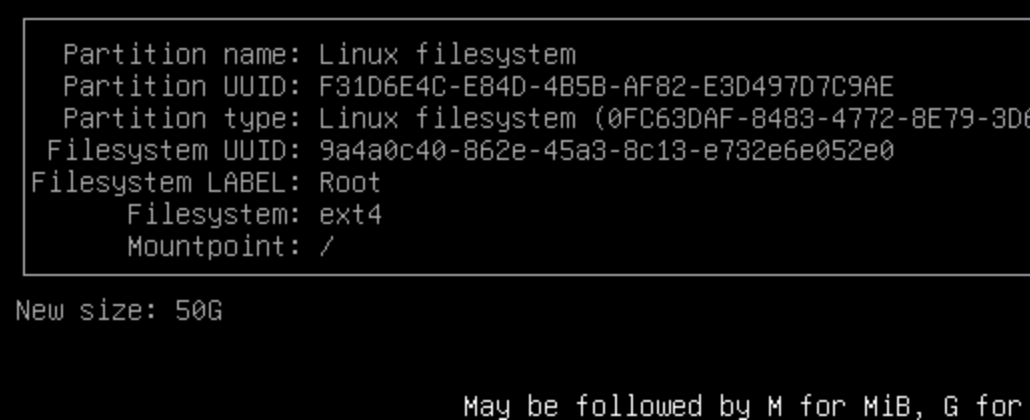 Partition name: Linux filesystem
Partition UUID: F31D6E4C-E84D-4B5B-AF82-E3D497D7C9AE
Partition type: Linux filesystem (0FC63DAF-8483-4772-8E79-3D6
Filesystem UUID: 9a4a0c40-862e-45a3-8c13-e732e6e052e0
Filesystem LABEL: Root
Filesystem: ext4
Mountpoint: /
New size: 50G
May be followed by M for MiB, G for